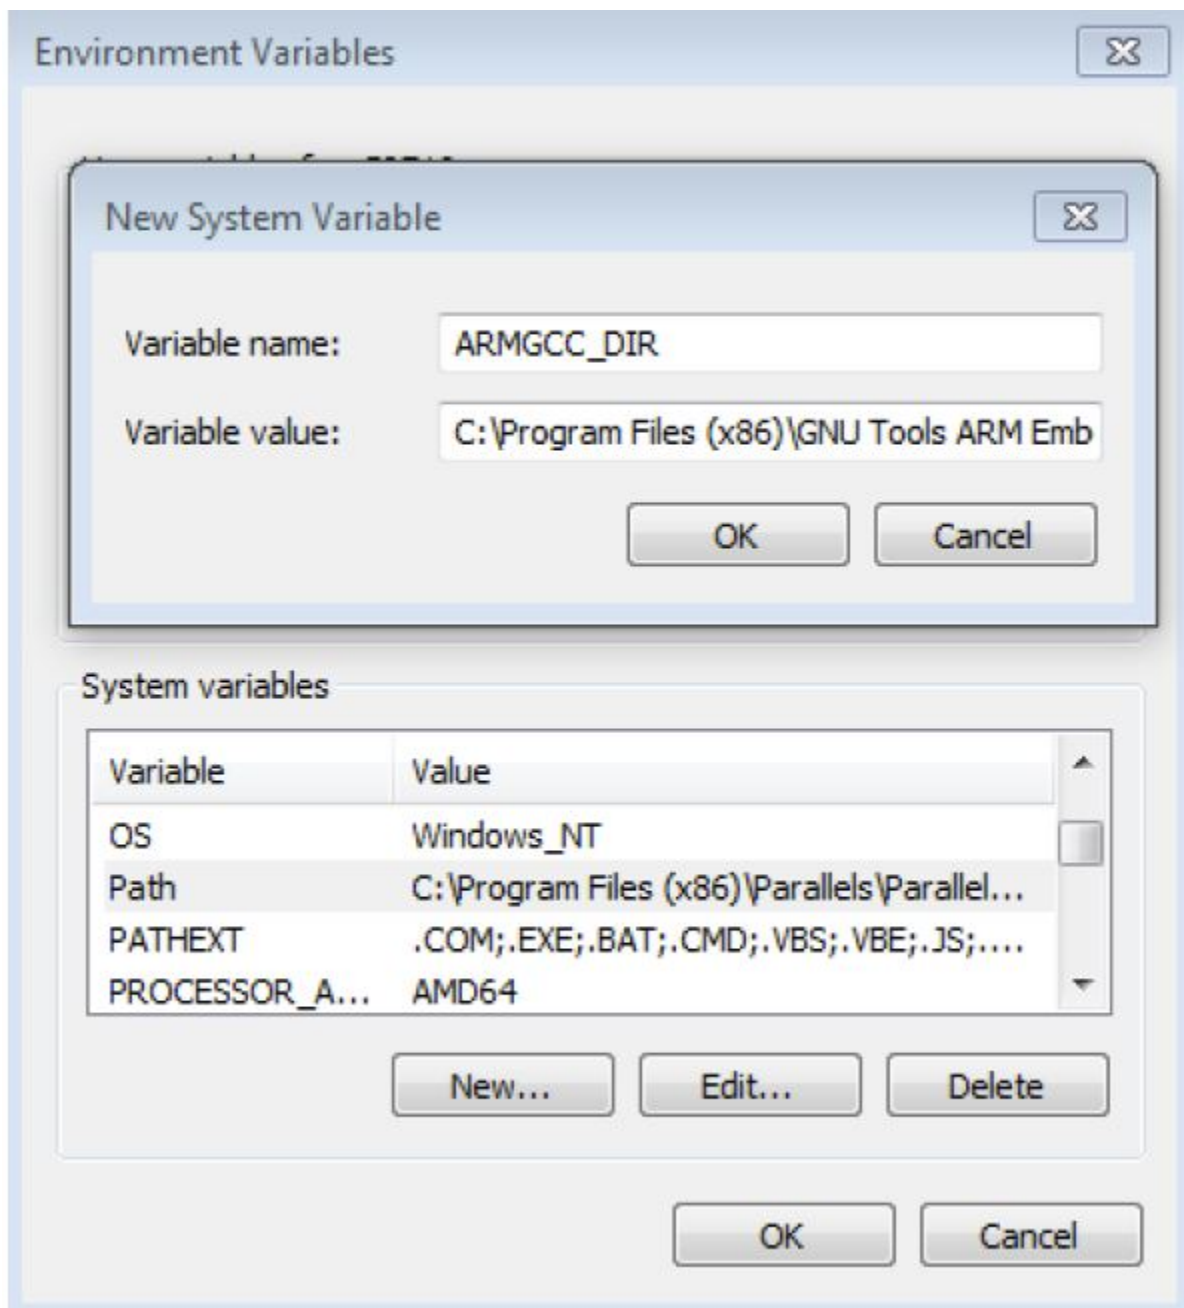 Environment Variables
New System Variable
Variable name: ARMGCC_DIR
Variable value: C:\Program Files (x86)\GNU Tools ARM Emb
OK Cancel
System variables
Variable Value
OS Windows_NT
Path C:\Program Files (x86)\Parallels\Parallel...
PATHEXT .COM;.EXE;.BAT;.CMD;.VBS;.VBE;.JS;....
PROCESSOR_A... AMD64
New... Edit... Delete
OK Cancel